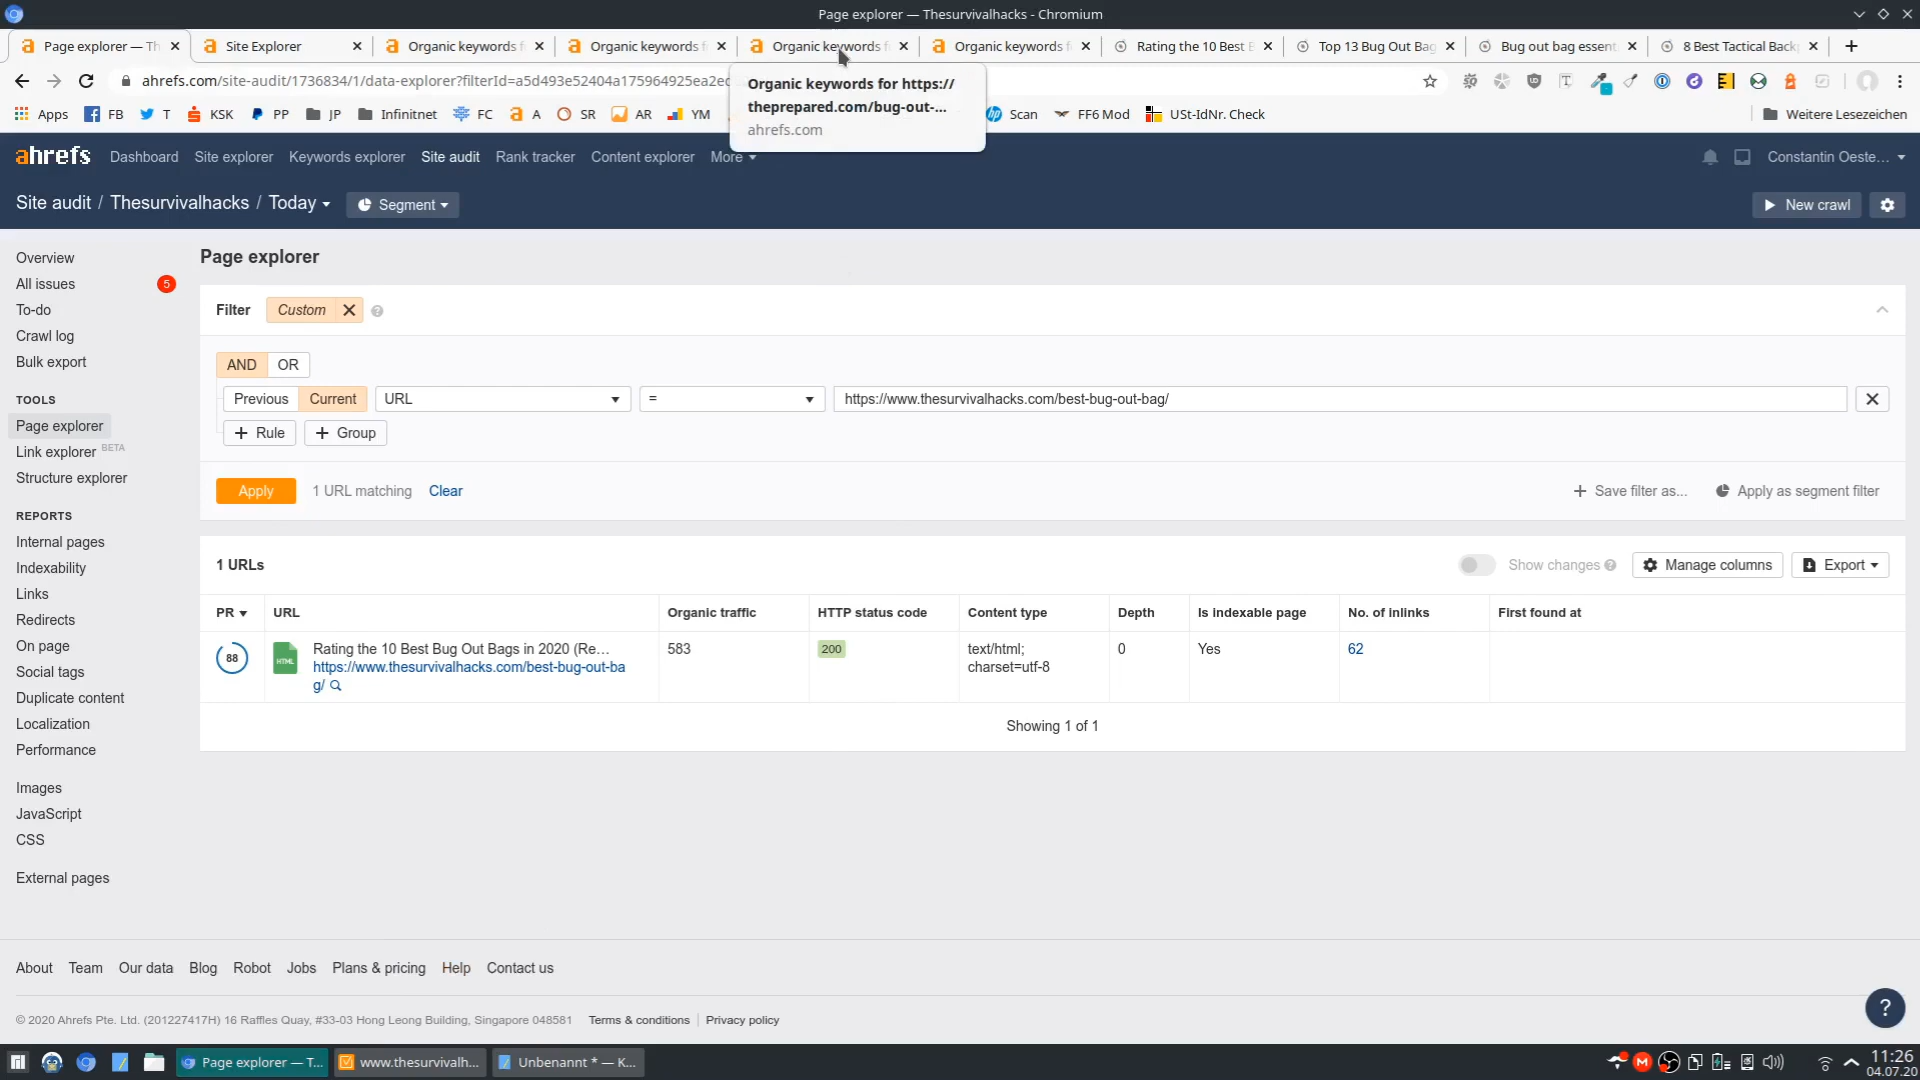 Page explorer — Thesurvivalhacks - Chromium
Page explorer — Th
Site Explorer
Organic keywords f
Organic keywords f
Organic keywords f
Organic keywords f
Rating the 10 Best B
Top 13 Bug Out Bag
Bug out bag essent
8 Best Tactical Back
ahrefs.com/site-audit/1736834/1/data-explorer?filterId=a5d493e52404a175964925ea2ec
Organic keywords for https://
theprepared.com/bug-out-...
ahrefs.com
Apps FB T KSK PP JP Infinitnet FC A SR AR YM Scan FF6 Mod USt-IdNr. Check Weitere Lesezeichen
ahrefs Dashboard Site explorer Keywords explorer Site audit Rank tracker Content explorer More Constantin Oeste...
Site audit / Thesurvivalhacks / Today Segment New crawl
Overview
All issues 5
To-do
Crawl log
Bulk export
TOOLS
Page explorer
Link explorer BETA
Structure explorer
REPORTS
Internal pages
Indexability
Links
Redirects
On page
Social tags
Duplicate content
Localization
Performance
Images
JavaScript
CSS
External pages
Page explorer
Filter Custom
AND OR
Previous Current URL = https://www.thesurvivalhacks.com/best-bug-out-bag/
+ Rule + Group
Apply 1 URL matching Clear + Save filter as... Apply as segment filter
1 URLs Show changes Manage columns Export
PR URL Organic traffic HTTP status code Content type Depth Is indexable page No. of inlinks First found at
88 HTML Rating the 10 Best Bug Out Bags in 2020 (Re... 583 200 text/html; 0 Yes 62
https://www.thesurvivalhacks.com/best-bug-out-ba charset=utf-8
g/
Showing 1 of 1
About Team Our data Blog Robot Jobs Plans & pricing Help Contact us
© 2020 Ahrefs Pte. Ltd. (201227417H) 16 Raffles Quay, #33-03 Hong Leong Building, Singapore 048581 Terms & conditions Privacy policy
?
Page explorer — T... www.thesurvivalh... Unbenannt * — K...
11:26
04.07.20